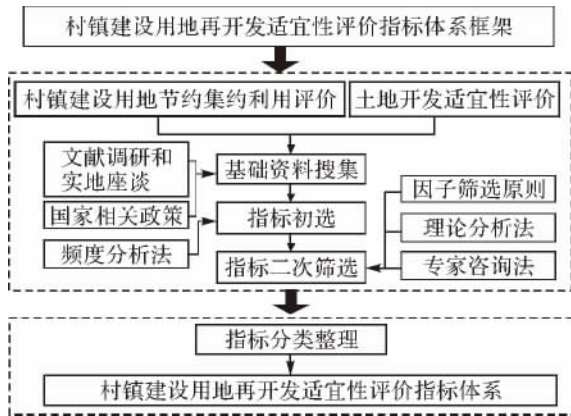 村镇建设用地再开发适宜性评价指标体系框架
村镇建设用地节约集约利用评价
土地开发适宜性评价
文献调研和
实地座谈
基础资料搜集
因子筛选原则
国家相关政策
指标初选
理论分析法
频度分析法
指标二次筛选
专家咨询法
指标分类整理
村镇建设用地再开发适宜性评价指标体系